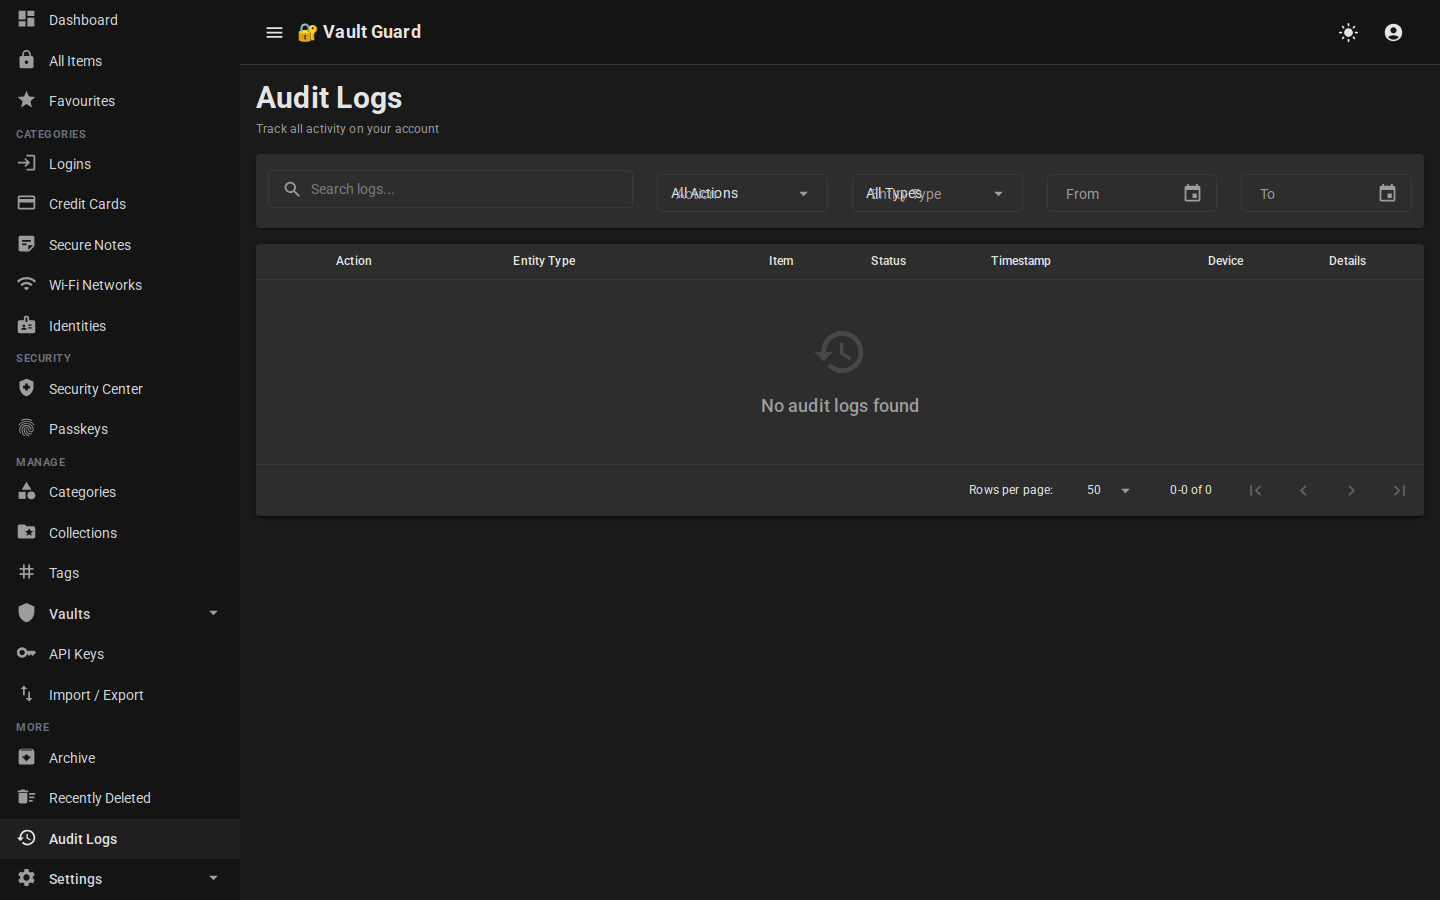 Dashboard
All Items
Favourites
CATEGORIES
Logins
Credit Cards
Secure Notes
Wi-Fi Networks
Identities
SECURITY
Security Center
Passkeys
MANAGE
Categories
Collections
Tags
Vaults
API Keys
Import / Export
MORE
Archive
Recently Deleted
Audit Logs
Settings
Vault Guard
Audit Logs
Track all activity on your account
Search logs...
All Actions
Action
All Types
Entity Type
From
To
Action Entity Type Item Status Timestamp Device Details
No audit logs found
Rows per page: 50 0-0 of 0